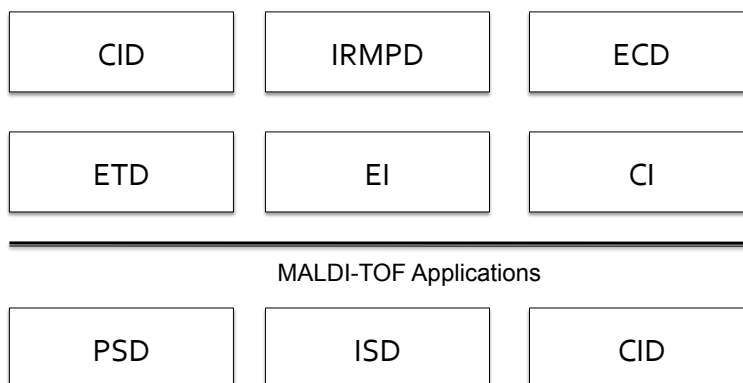 CID IRMPD ECD
ETD EI CI
MALDI-TOF Applications
PSD ISD CID